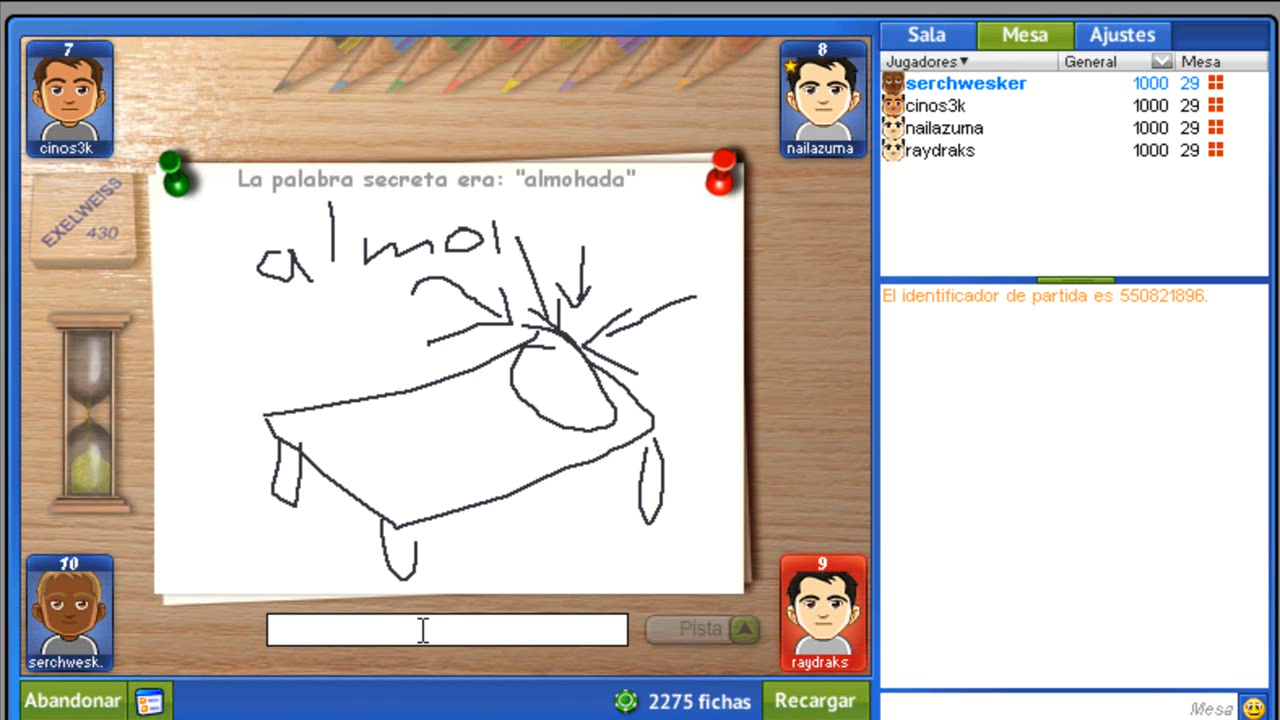 7
cinos3k
8
nailazuma
EXELWEISS
430
La palabra secreta era: "almohada"
almol
10
serchwesk.
9
raydraks
Pista
Abandonar
2275 fichas
Recargar
Sala Mesa Ajustes
Jugadores General Mesa
serchwesker 1000 29
cinos3k 1000 29
nailazuma 1000 29
raydraks 1000 29
El identificador de partida es 550821896.
Mesa